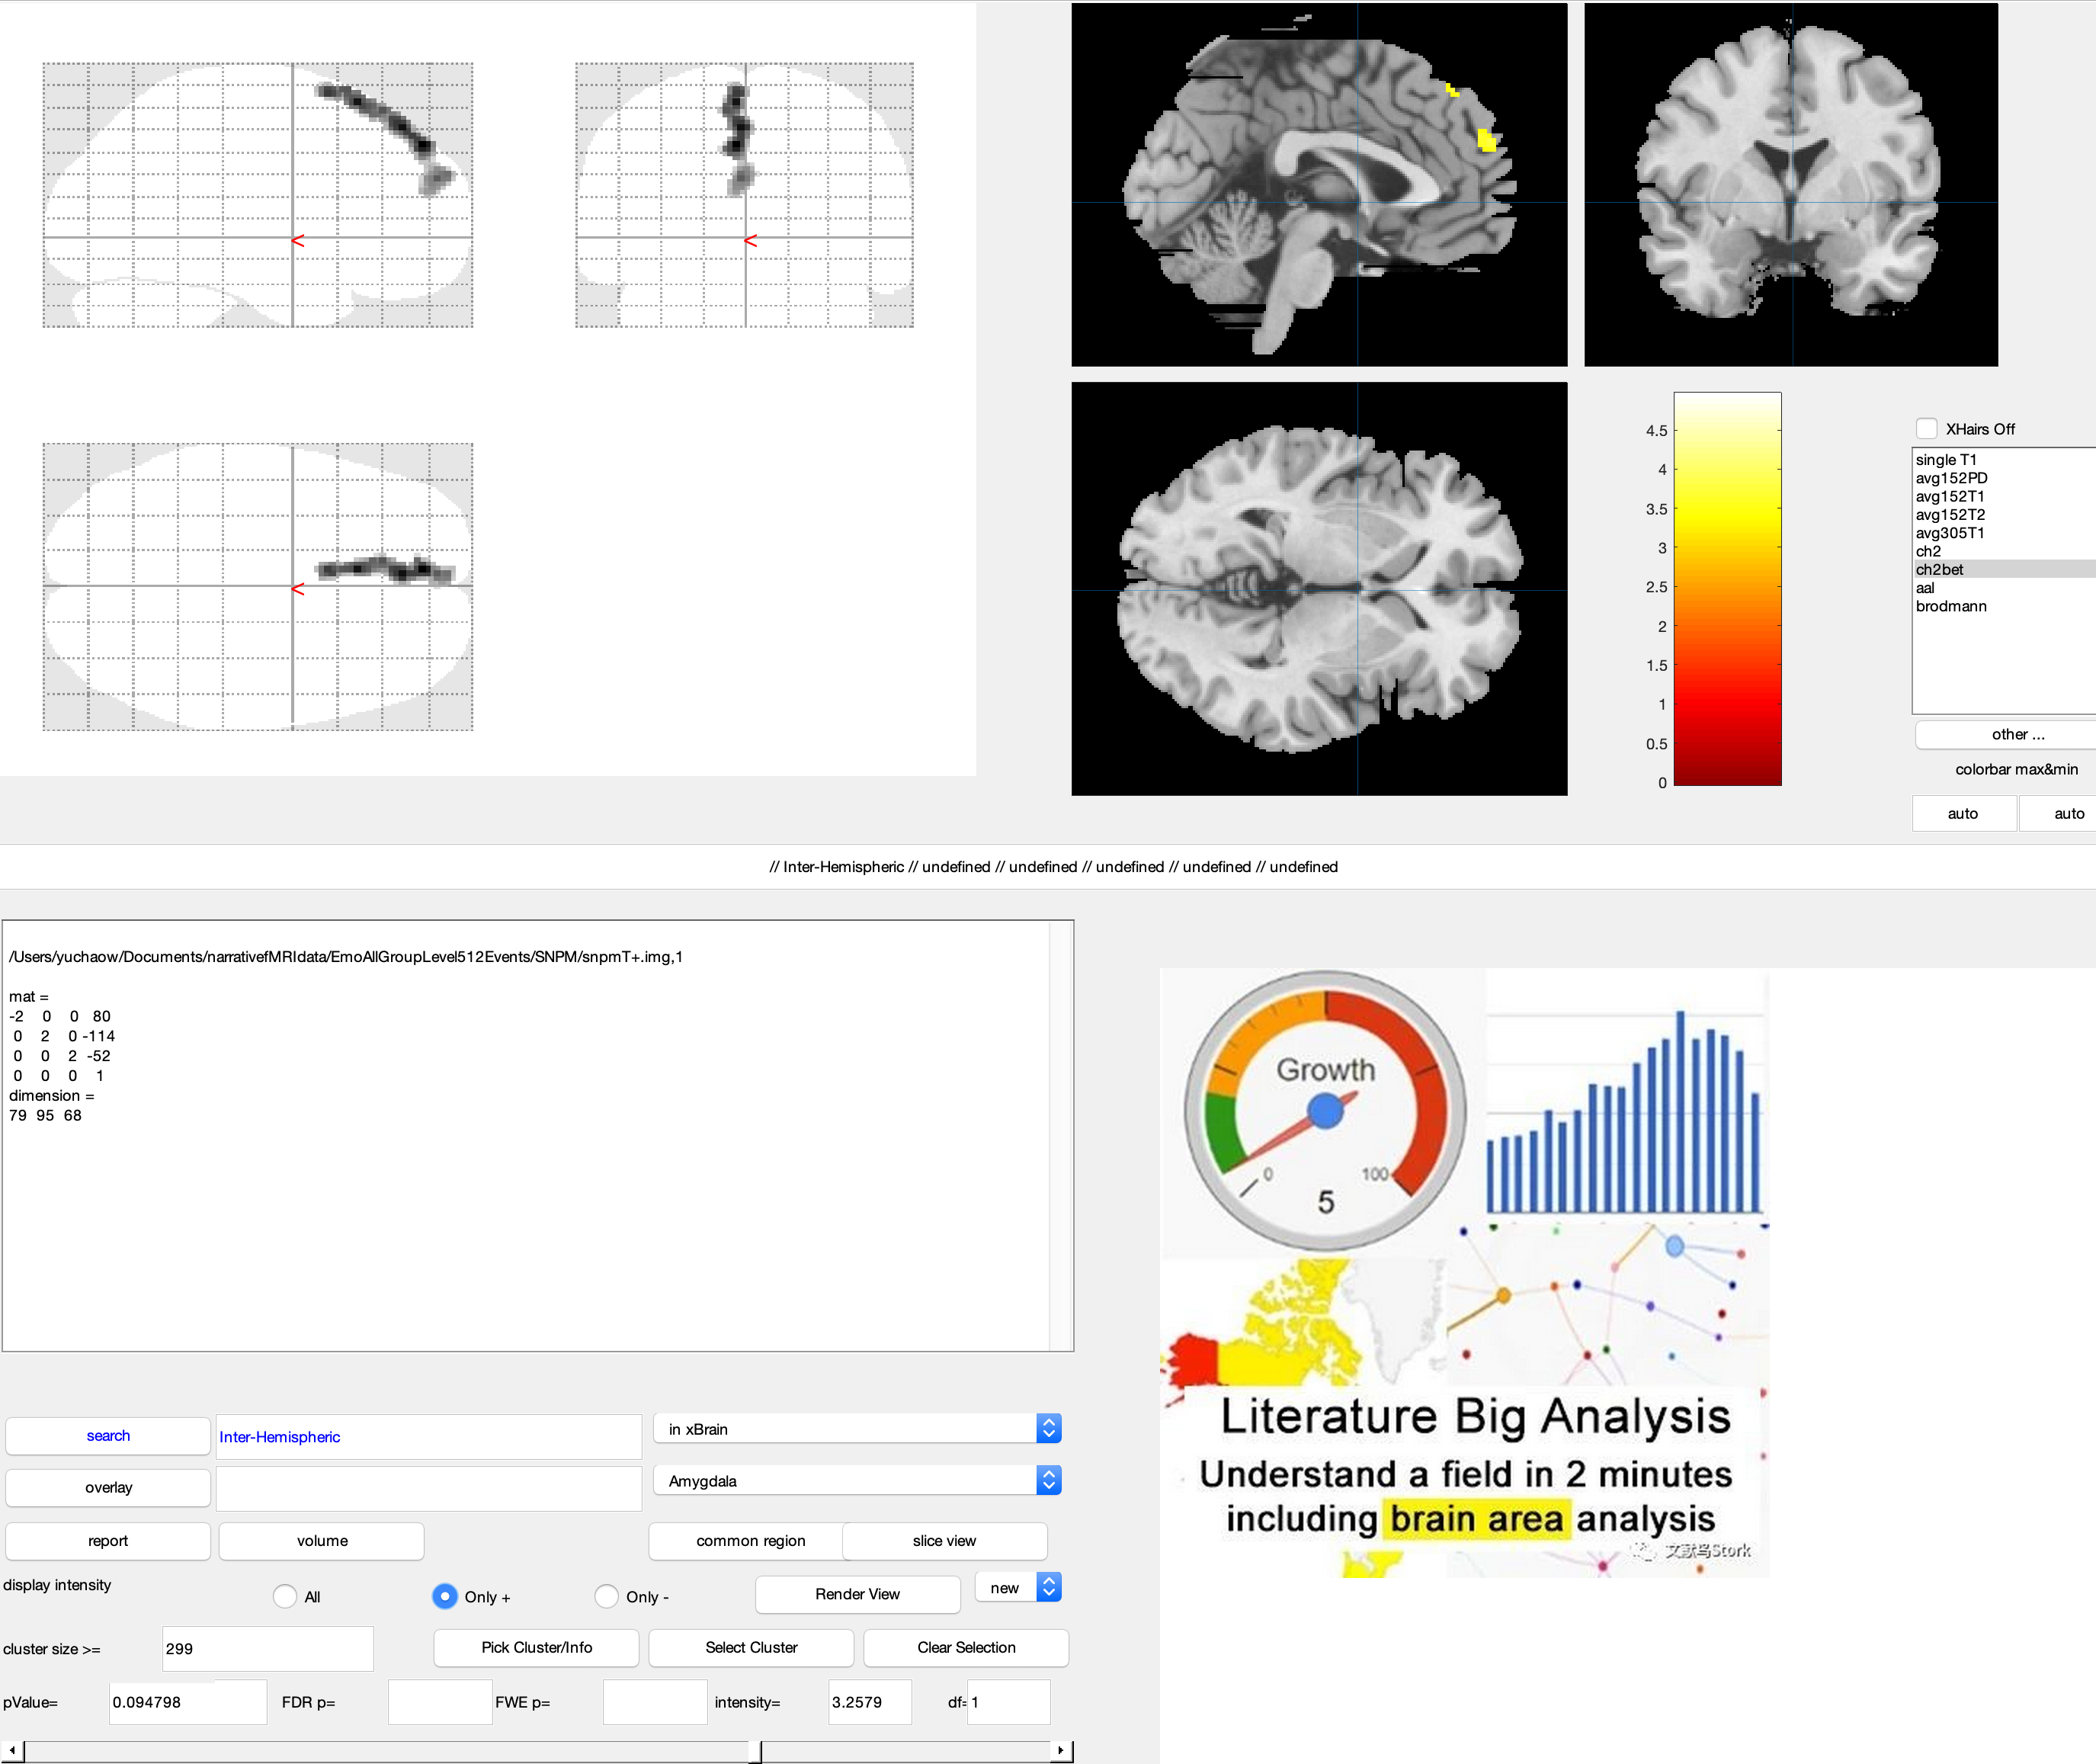 4.5
4
3.5
3
2.5
2
1.5
1
0.5
0
XHairs Off
single T1
avg152PD
avg152T1
avg152T2
avg305T1
ch2
ch2bet
aal
brodmann
other ...
colorbar max&min
auto auto
// Inter-Hemispheric // undefined // undefined // undefined // undefined // undefined
/Users/yuchaow/Documents/narrativefMRIdata/EmoAllGroupLevel512Events/SNPM/snpmT+.img,1
mat =
-2 0 0 80
0 2 0 -114
0 0 2 -52
0 0 0 1
dimension =
79 95 68
Growth
0 100
5
Literature Big Analysis
Understand a field in 2 minutes
including brain area analysis
文献鸟Stork
search Inter-Hemispheric in xBrain
overlay Amygdala
report volume common region slice view
display intensity All Only + Only - Render View new
cluster size >= 299 Pick Cluster/Info Select Cluster Clear Selection
pValue= 0.094798 FDR p= FWE p= intensity= 3.2579 df= 1